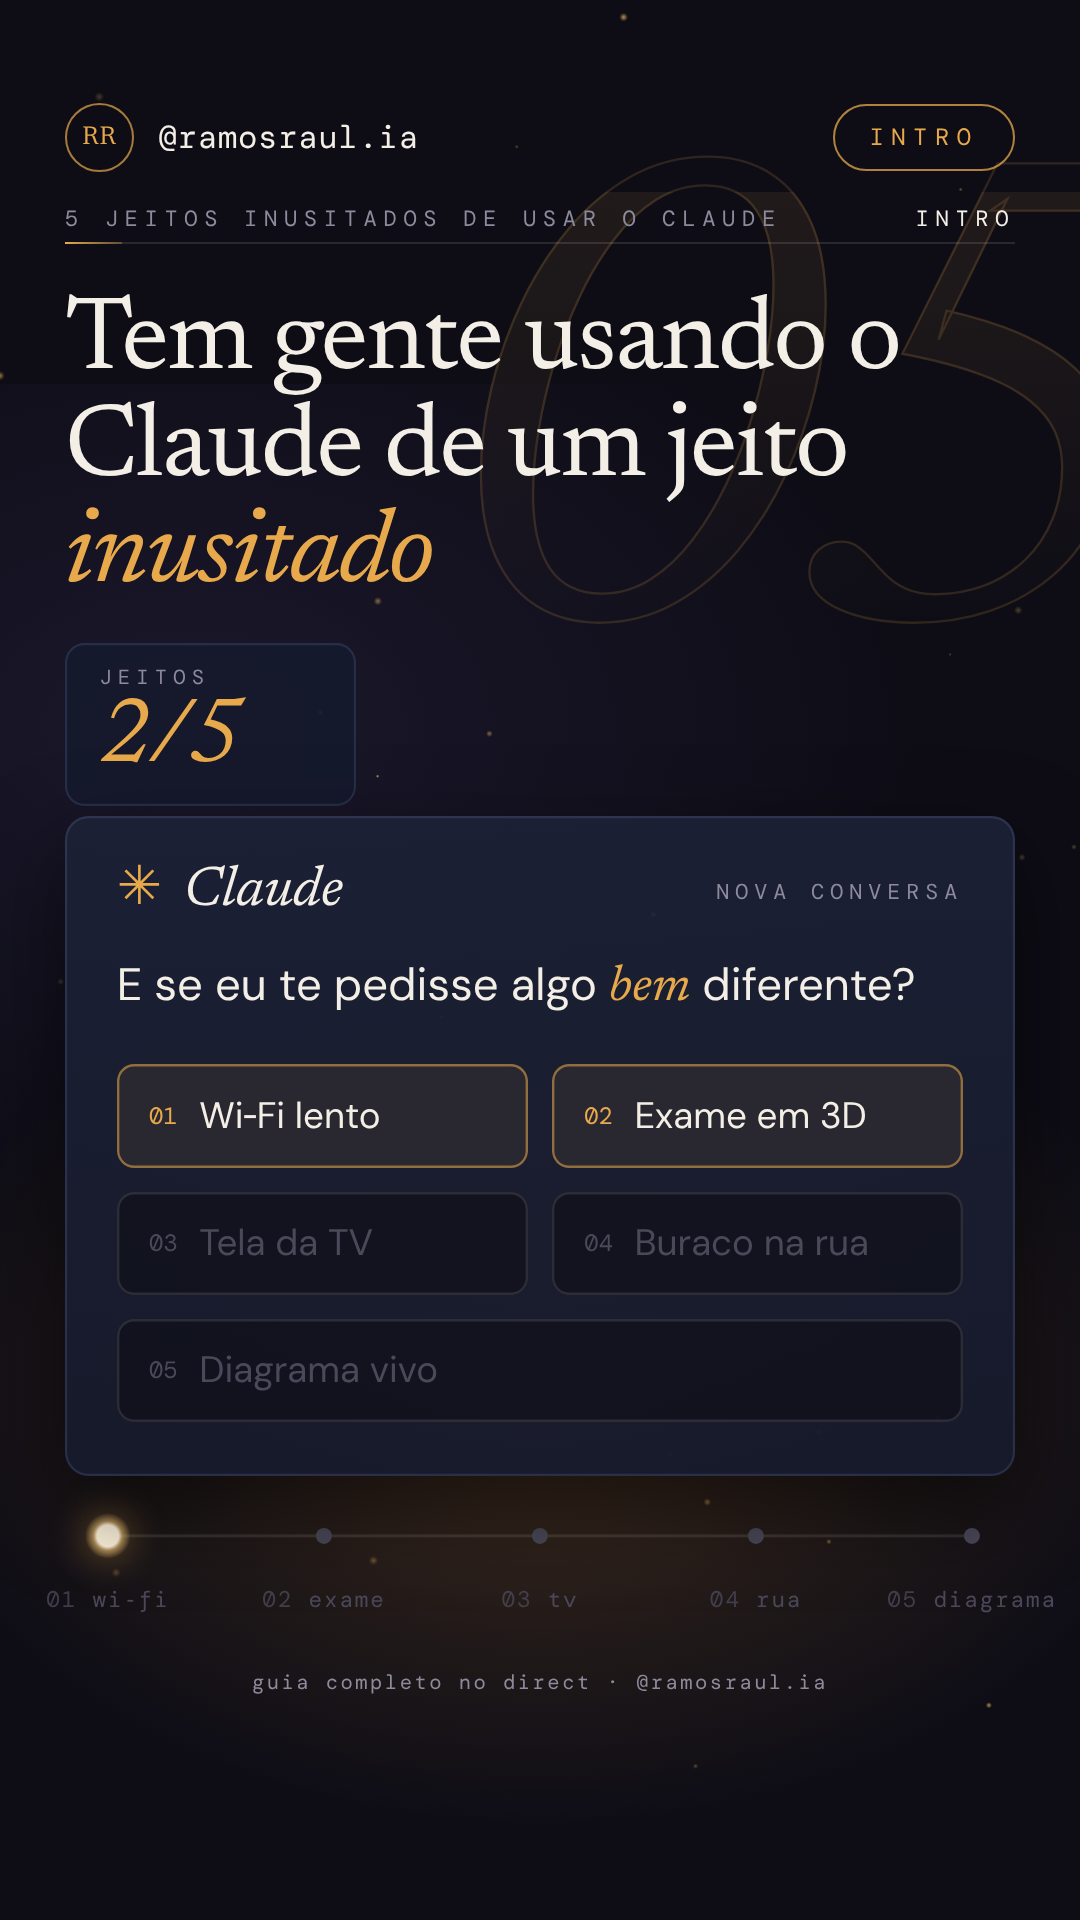 RR @ramosraul.ia INTRO
5 JEITOS INUSITADOS DE USAR O CLAUDE INTRO
05
Tem gente usando o
Claude de um jeito
inusitado
JEITOS
2/5
Claude NOVA CONVERSA
E se eu te pedisse algo bem diferente?
01 Wi-Fi lento
02 Exame em 3D
03 Tela da TV
04 Buraco na rua
05 Diagrama vivo
01 wi-fi 02 exame 03 tv 04 rua 05 diagrama
guia completo no direct · @ramosraul.ia